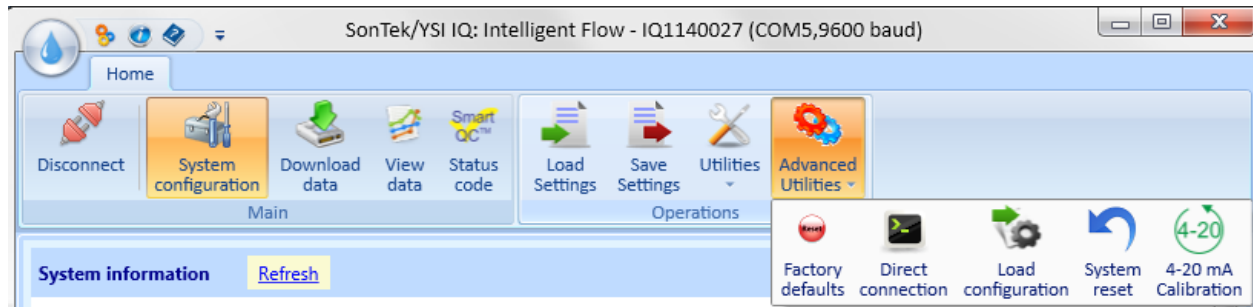 SonTek/YSI IQ: Intelligent Flow - IQ1140027 (COM5,9600 baud)
Home
Disconnect
System
configuration
Download
data
View
data
Smart
QC™
Status
code
Load
Settings
Save
Settings
Utilities
Advanced
Utilities
Main
Operations
Reset
Factory
defaults
>_
Direct
connection
Load
configuration
System
reset
4-20
4-20 mA
Calibration
System information
Refresh